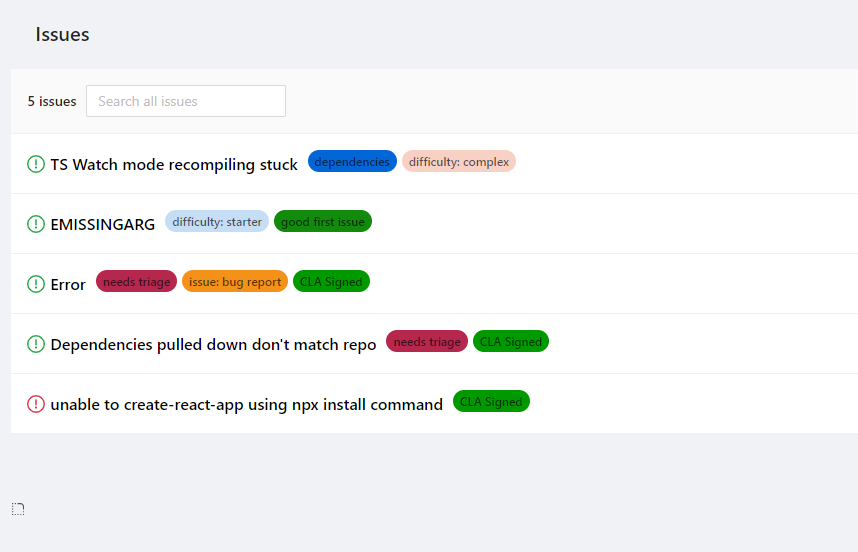 Issues
5 issues Search all issues
TS Watch mode recompiling stuck dependencies difficulty: complex
EMISSINGARG difficulty: starter good first issue
Error needs triage issue: bug report CLA Signed
Dependencies pulled down don't match repo needs triage CLA Signed
unable to create-react-app using npx install command CLA Signed